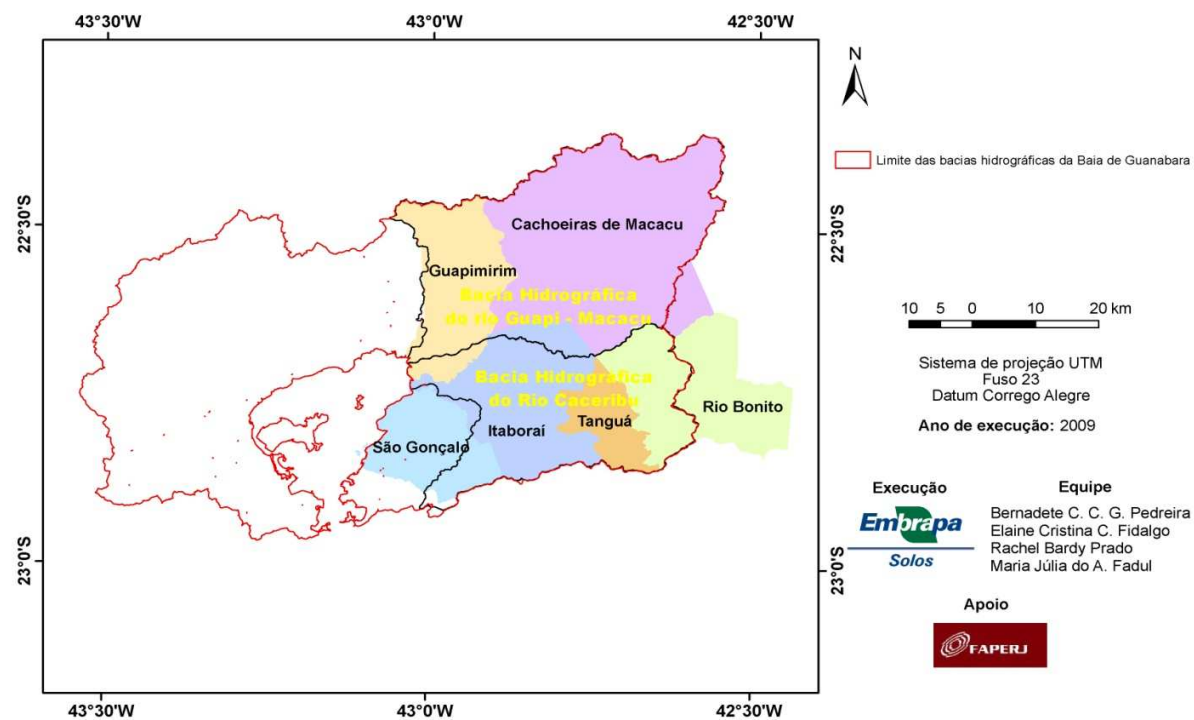 43°30'W
43°0'W
42°30'W
N
Limite das bacias hidrográficas da Baia de Guanabara
22°30'S
22°30'S
Cachoeiras de Macacu
Guapimirim
Bacia Hidrográfica
do rio Guapi - Macacu
10 5 0 10 20 km
Sistema de projeção UTM
Fuso 23
Datum Corrego Alegre
Ano de execução: 2009
Bacia Hidrográfica
do Rio Caceribu
Rio Bonito
Tanguá
Itaboraí
São Gonçalo
Execução
Embrapa
Solos
Equipe
Bernadete C. C. G. Pedreira
Elaine Cristina C. Fidalgo
Rachel Bardy Prado
Maria Júlia do A. Fadul
23°0'S
23°0'S
Apoio
FAPERJ
43°30'W
43°0'W
42°30'W